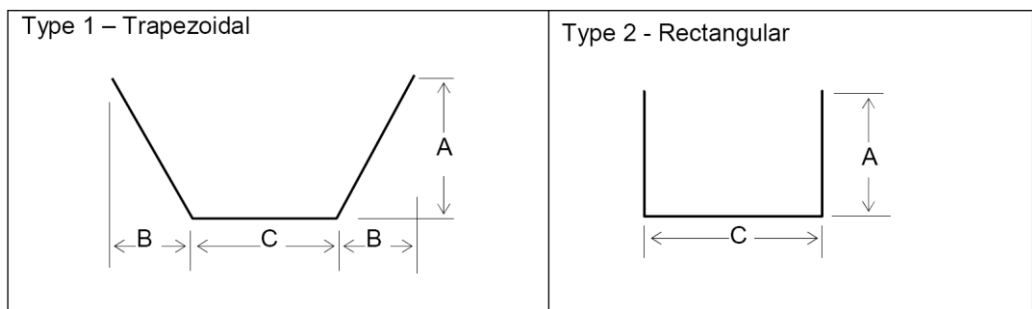 Type 1 – Trapezoidal
A
B
C
B
Type 2 - Rectangular
A
C